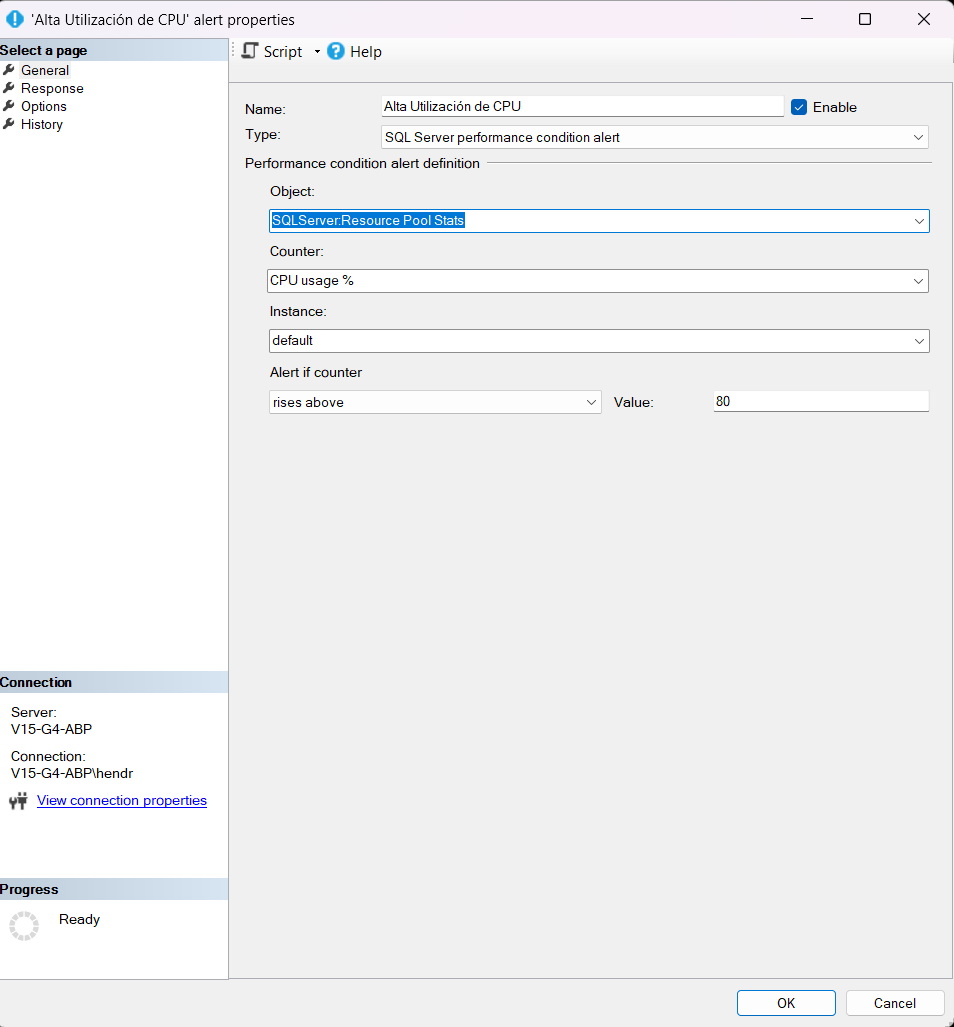 'Alta Utilización de CPU' alert properties
Select a page
General
Response
Options
History
Script
Help
Name: Alta Utilización de CPU Enable
Type: SQL Server performance condition alert
Performance condition alert definition
Object:
SQLServer:Resource Pool Stats
Counter:
CPU usage %
Instance:
default
Alert if counter
rises above Value: 80
Connection
Server:
V15-G4-ABP
Connection:
V15-G4-ABP\hendr
View connection properties
Progress
Ready
OK Cancel